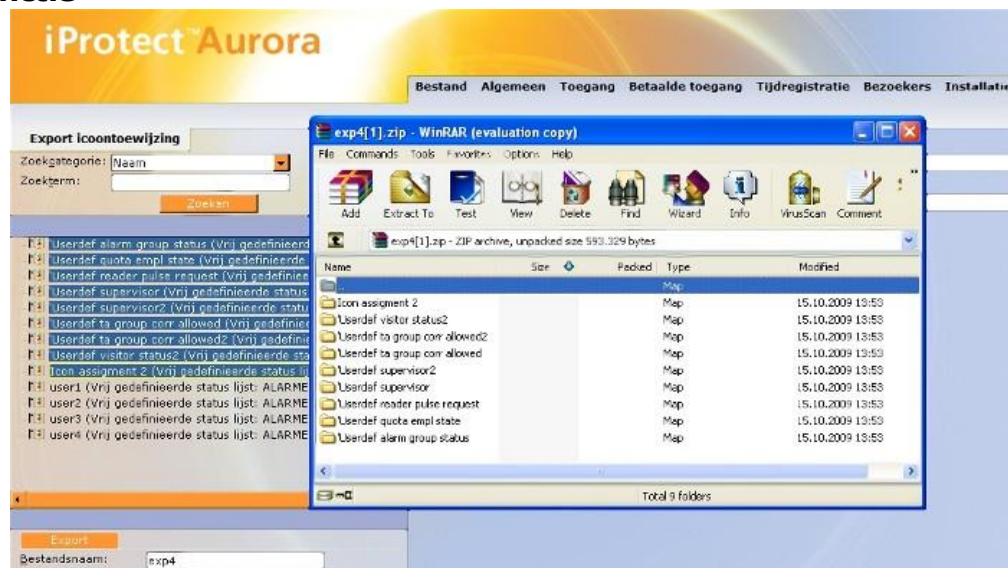 iProtect™Aurora
Bestand Algemeen Toegang Betaalde toegang Tijdregistratie Bezoekers Installatie
Export icoontoewijzing
Zoekgategorie: Naam
Zoekterm:
Zoeken
'Userdef alarm group status (Vrij gedefinieerd
'Userdef quota empl state (Vrij gedefinieerde
'Userdef reader pulse request (Vrij gedefiniee
'Userdef supervisor (Vrij gedefinieerde status
'Userdef supervisor2 (Vrij gedefinieerde statu
'Userdef ta group corr allowed (Vrij gedefiniee
'Userdef ta group corr allowed2 (Vrij gedefinie
'Userdef visitor status2 (Vrij gedefinieerde sta
Icon assigment 2 (Vrij gedefinieerde status lij
user1 (Vrij gedefinieerde status lijst: ALARME
user2 (Vrij gedefinieerde status lijst: ALARME
user3 (Vrij gedefinieerde status lijst: ALARME
user4 (Vrij gedefinieerde status lijst: ALARME
Export
Bestandsnaam: exp4
exp4[1].zip - WinRAR (evaluation copy)
File Commands Tools Favorites Options Help
Add Extract To Test View Delete Find Wizard Info VirusScan Comment
exp4[1].zip - ZIP archive, unpacked size 593.329 bytes
Name Size Packed Type Modified
.. Map
Icon assigment 2 Map 15.10.2009 13:53
'Userdef visitor status2 Map 15.10.2009 13:53
'Userdef ta group corr allowed2 Map 15.10.2009 13:53
'Userdef ta group corr allowed Map 15.10.2009 13:53
'Userdef supervisor2 Map 15.10.2009 13:53
'Userdef supervisor Map 15.10.2009 13:53
'Userdef reader pulse request Map 15.10.2009 13:53
'Userdef quota empl state Map 15.10.2009 13:53
'Userdef alarm group status Map 15.10.2009 13:53
Total 9 folders